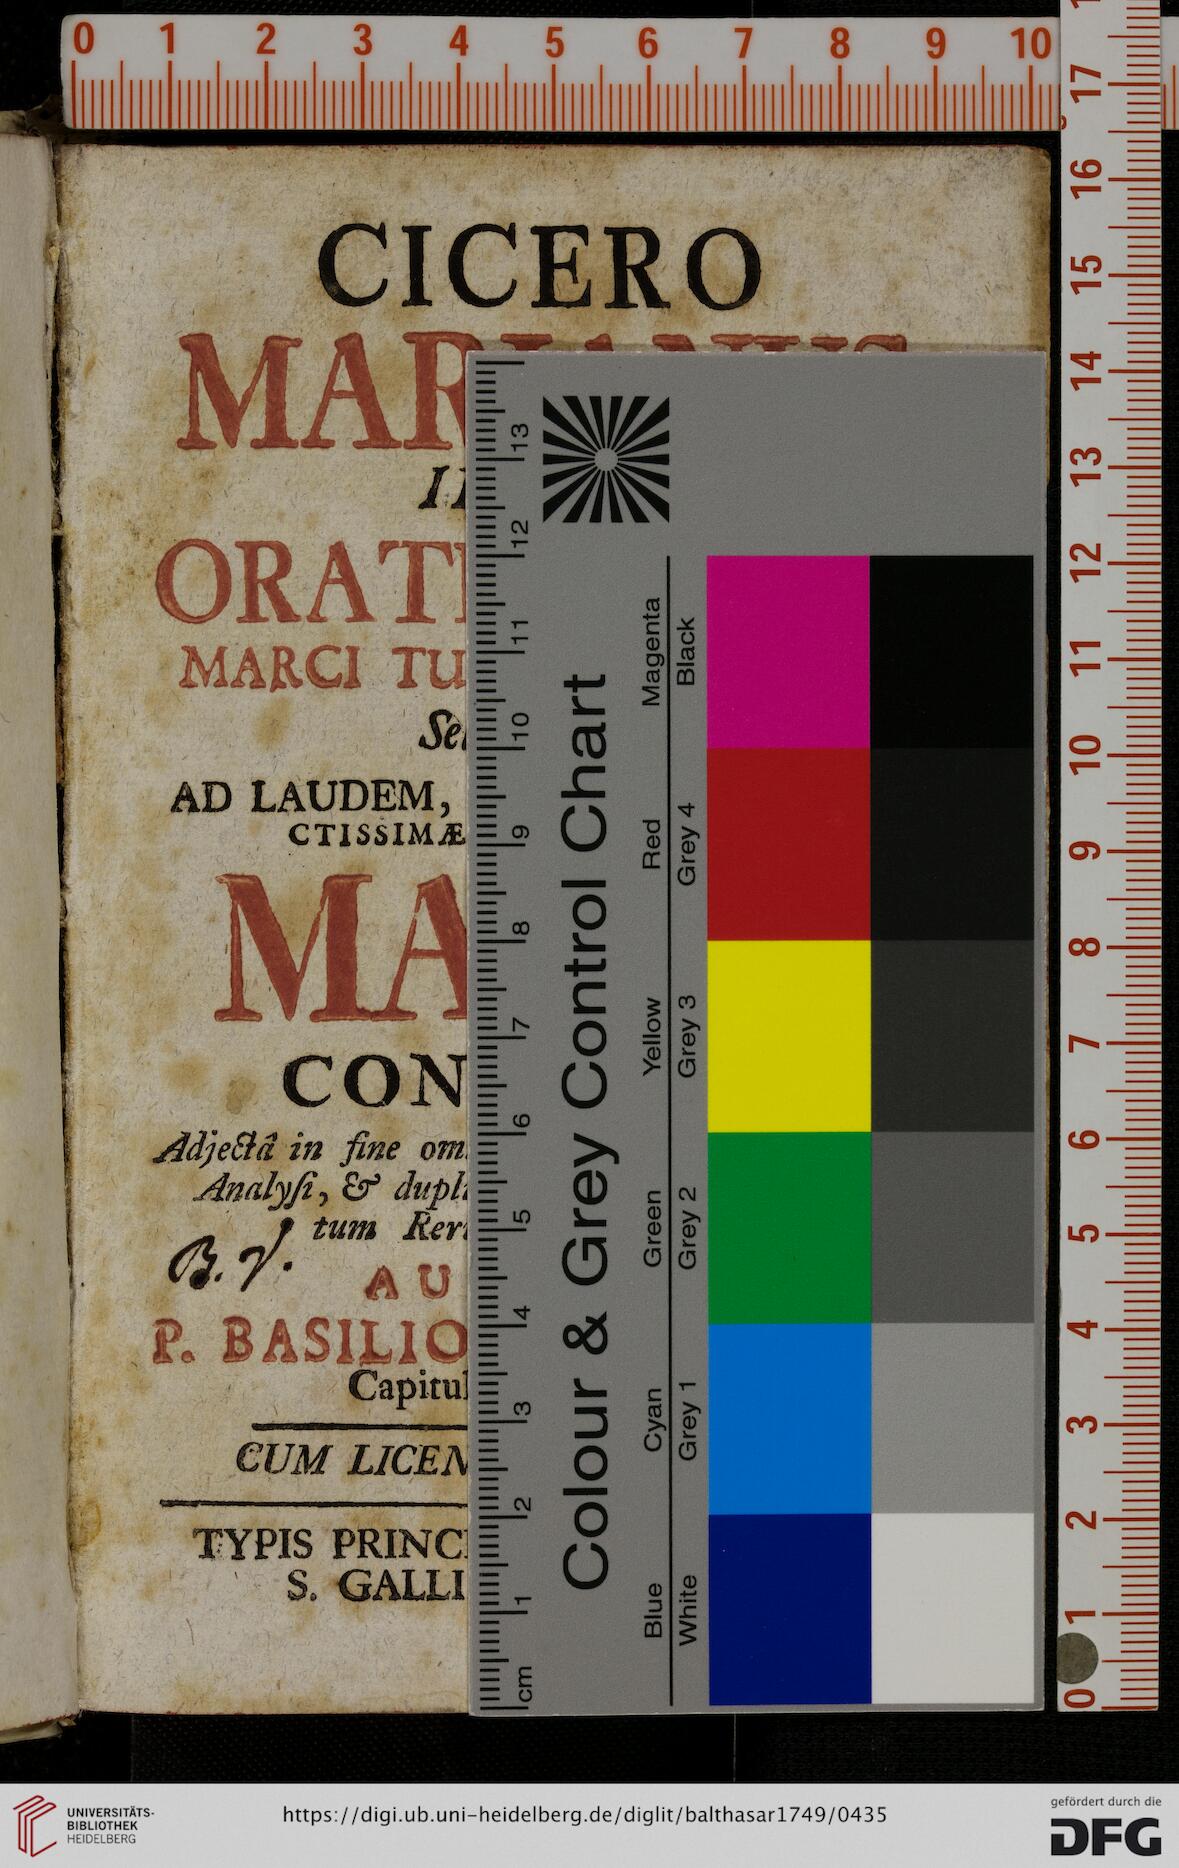 0 1 2 3 4 5 6 7 8 9 10
CICERO
MARIANUS
ORATI
MARCI TU
Sel
AD LAUDEM,
CTISSIMÆ
MA
CON
Adjectâ in fine om
Analyſi, & dupli
tum Rer
B. V.
AU
P. BASILIO
Capitul
CUM LICEN
TYPIS PRINCI
S. GALLI
Colour & Grey Control Chart
Blue Cyan Green Yellow Red Magenta
White Grey 1 Grey 2 Grey 3 Grey 4 Black
cm 1 2 3 4 5 6 7 8 9 10 11 12 13
0 1 2 3 4 5 6 7 8 9 10 11 12 13 14 15 16 17
UNIVERSITÄTS-
BIBLIOTHEK
HEIDELBERG
https://digi.ub.uni-heidelberg.de/diglit/balthasar1749/0435
gefördert durch die
DFG